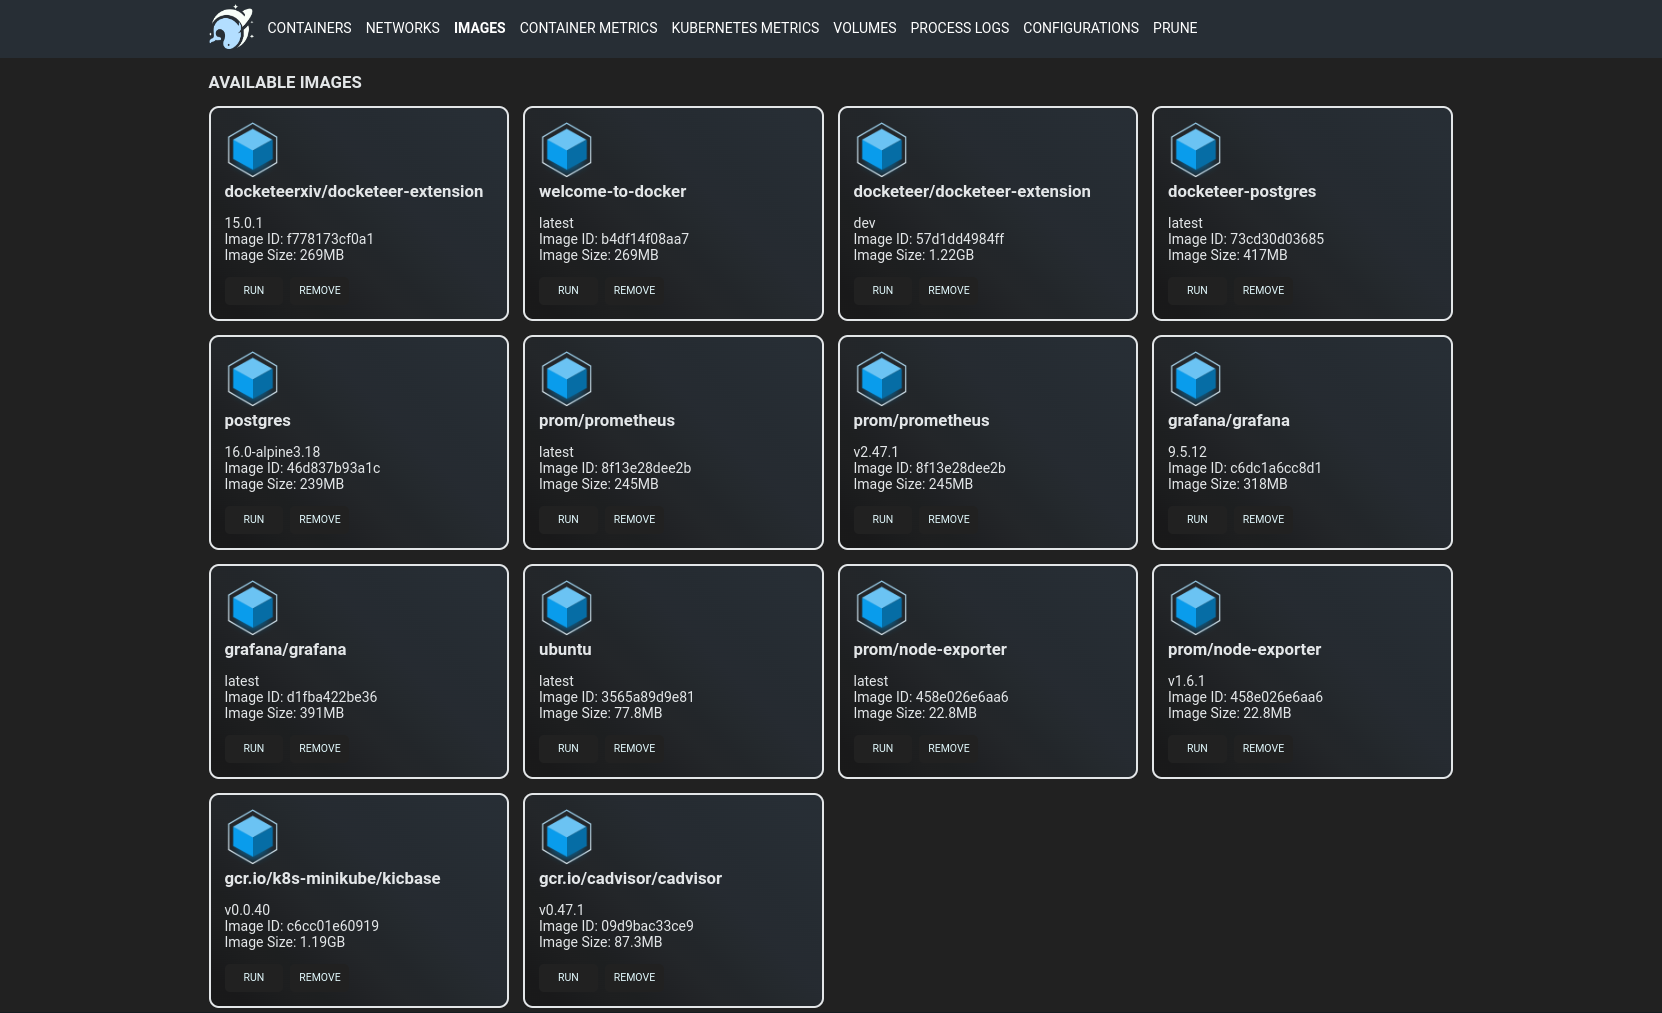 CONTAINERS NETWORKS IMAGES CONTAINER METRICS KUBERNETES METRICS VOLUMES PROCESS LOGS CONFIGURATIONS PRUNE
AVAILABLE IMAGES
docketeerxiv/docketeer-extension
15.0.1
Image ID: f778173cf0a1
Image Size: 269MB
RUN REMOVE
welcome-to-docker
latest
Image ID: b4df14f08aa7
Image Size: 269MB
RUN REMOVE
docketeer/docketeer-extension
dev
Image ID: 57d1dd4984ff
Image Size: 1.22GB
RUN REMOVE
docketeer-postgres
latest
Image ID: 73cd30d03685
Image Size: 417MB
RUN REMOVE
postgres
16.0-alpine3.18
Image ID: 46d837b93a1c
Image Size: 239MB
RUN REMOVE
prom/prometheus
latest
Image ID: 8f13e28dee2b
Image Size: 245MB
RUN REMOVE
prom/prometheus
v2.47.1
Image ID: 8f13e28dee2b
Image Size: 245MB
RUN REMOVE
grafana/grafana
9.5.12
Image ID: c6dc1a6cc8d1
Image Size: 318MB
RUN REMOVE
grafana/grafana
latest
Image ID: d1fba422be36
Image Size: 391MB
RUN REMOVE
ubuntu
latest
Image ID: 3565a89d9e81
Image Size: 77.8MB
RUN REMOVE
prom/node-exporter
latest
Image ID: 458e026e6aa6
Image Size: 22.8MB
RUN REMOVE
prom/node-exporter
v1.6.1
Image ID: 458e026e6aa6
Image Size: 22.8MB
RUN REMOVE
gcr.io/k8s-minikube/kicbase
v0.0.40
Image ID: c6cc01e60919
Image Size: 1.19GB
RUN REMOVE
gcr.io/cadvisor/cadvisor
v0.47.1
Image ID: 09d9bac33ce9
Image Size: 87.3MB
RUN REMOVE